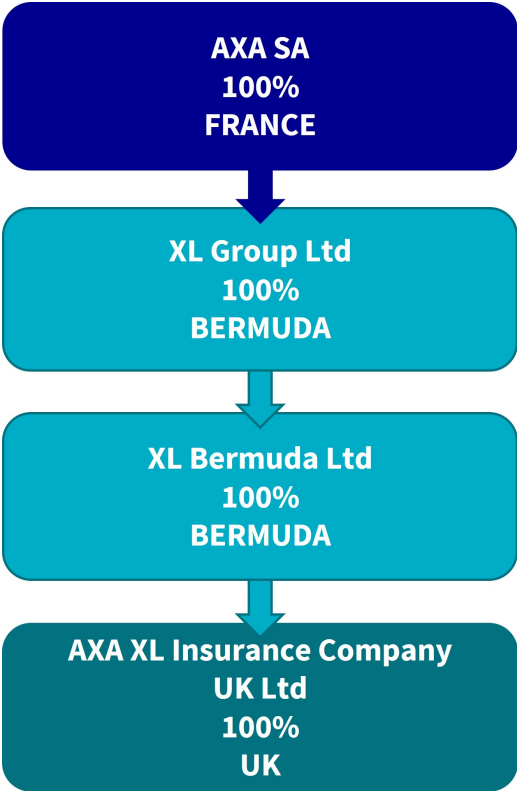 AXA SA
100%
FRANCE
XL Group Ltd
100%
BERMUDA
XL Bermuda Ltd
100%
BERMUDA
AXA XL Insurance Company
UK Ltd
100%
UK